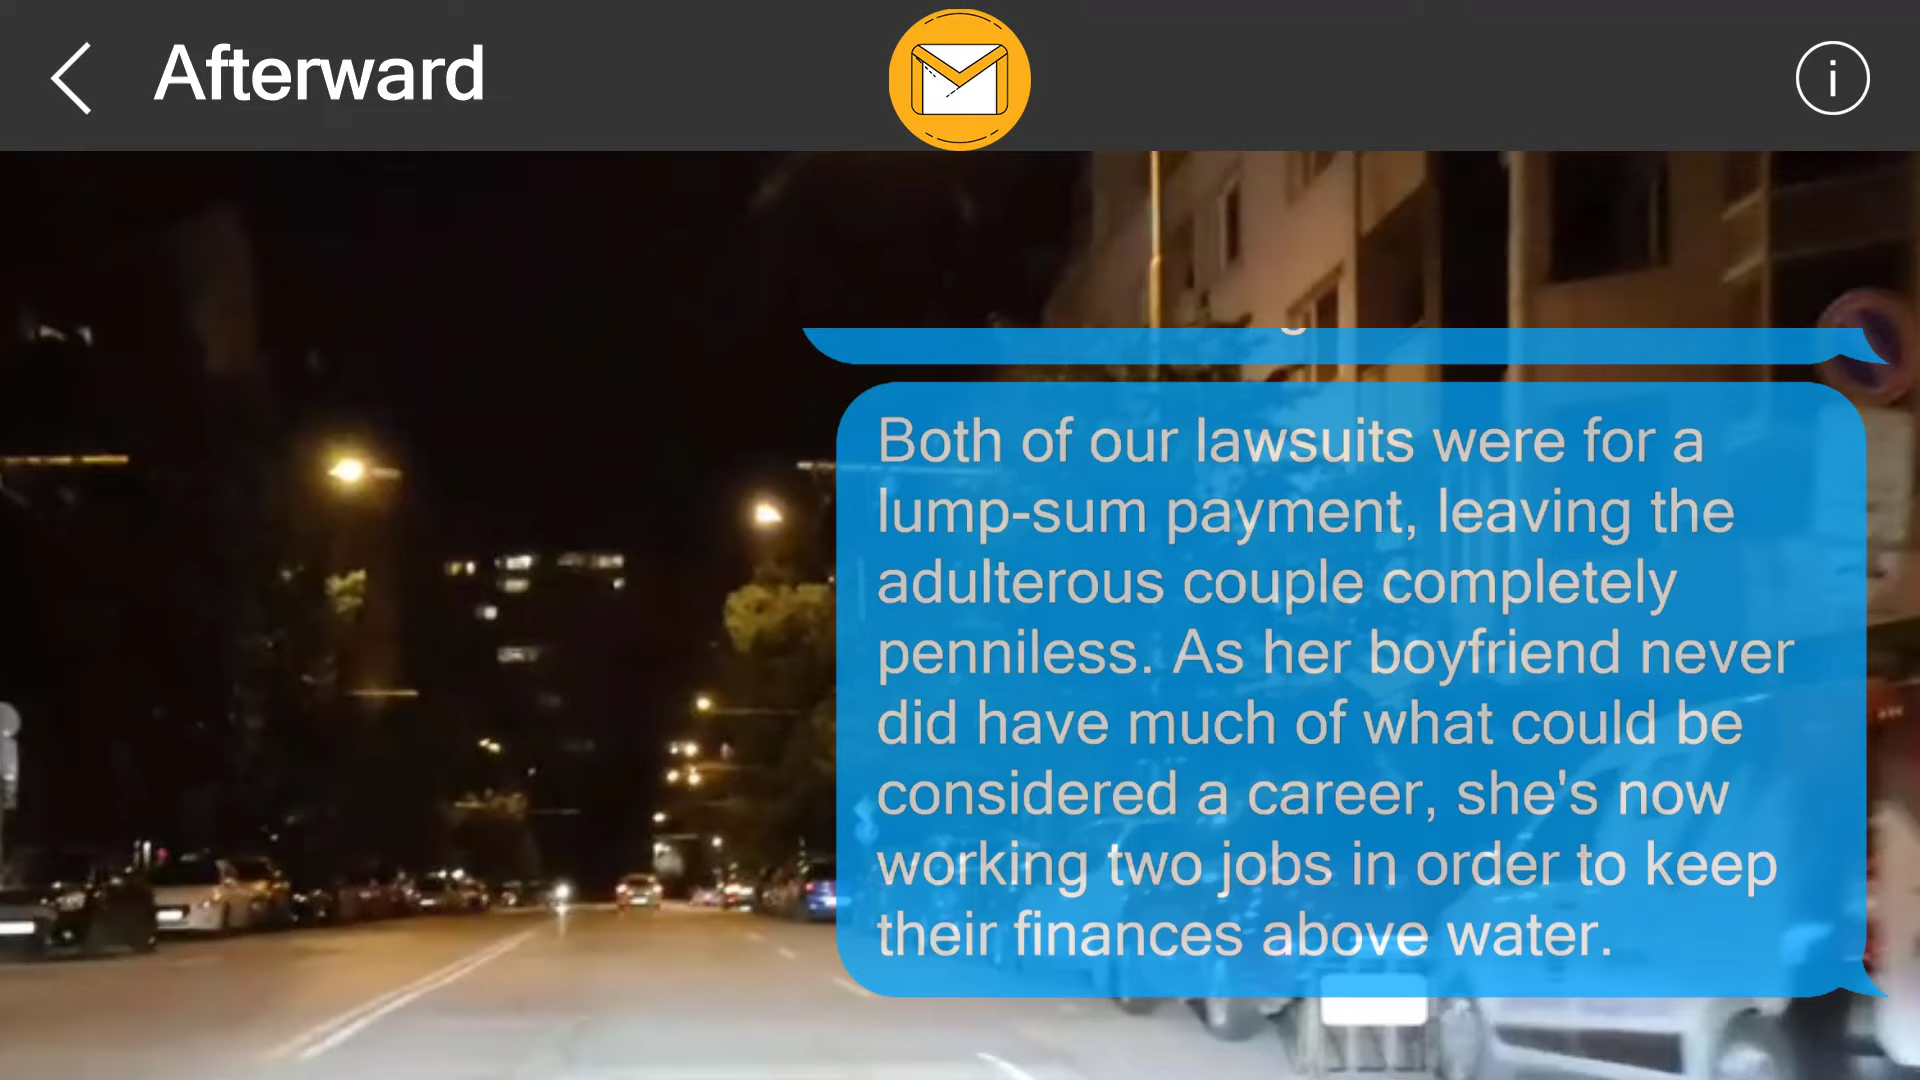 Afterward
Both of our lawsuits were for a
lump-sum payment, leaving the
adulterous couple completely
penniless. As her boyfriend never
did have much of what could be
considered a career, she's now
working two jobs in order to keep
their finances above water.